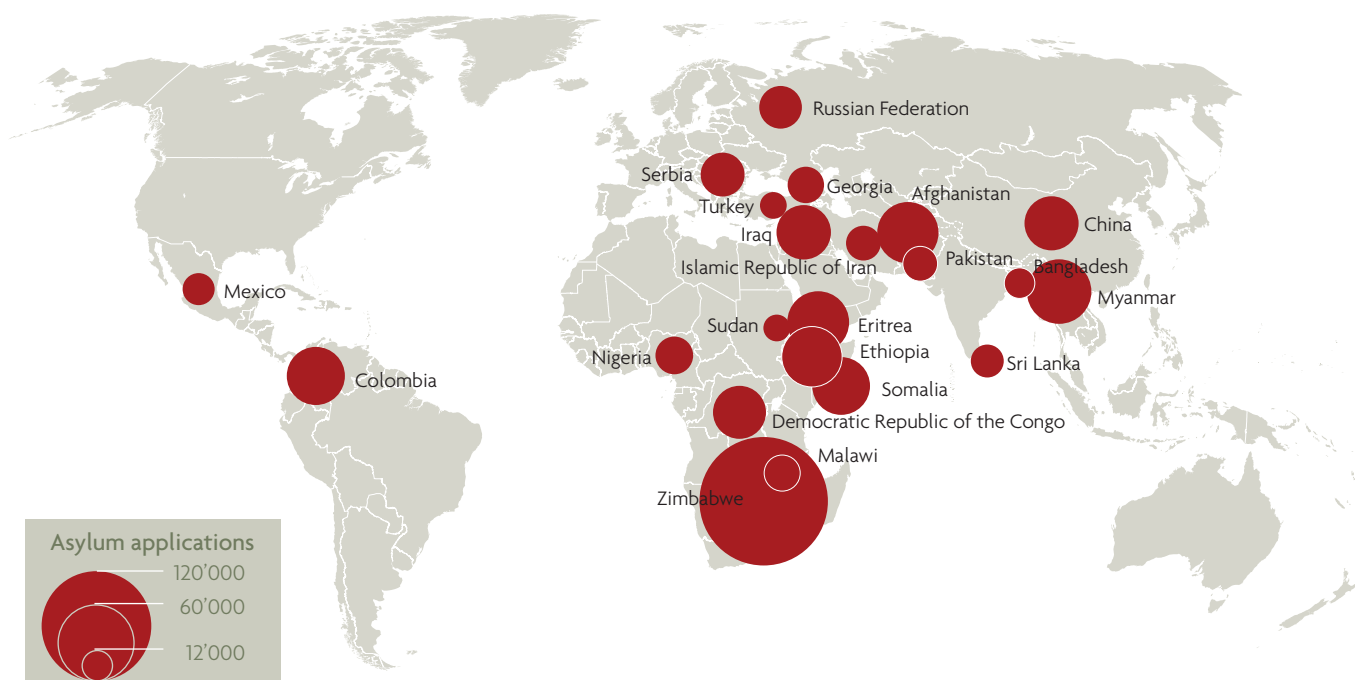 Russian Federation
Serbia
Georgia
Afghanistan
Turkey
China
Iraq
Pakistan
Islamic Republic of Iran
Bangladesh
Mexico
Myanmar
Sudan
Eritrea
Nigeria
Ethiopia
Sri Lanka
Colombia
Somalia
Democratic Republic of the Congo
Malawi
Zimbabwe
Asylum applications
120’000
60’000
12’000